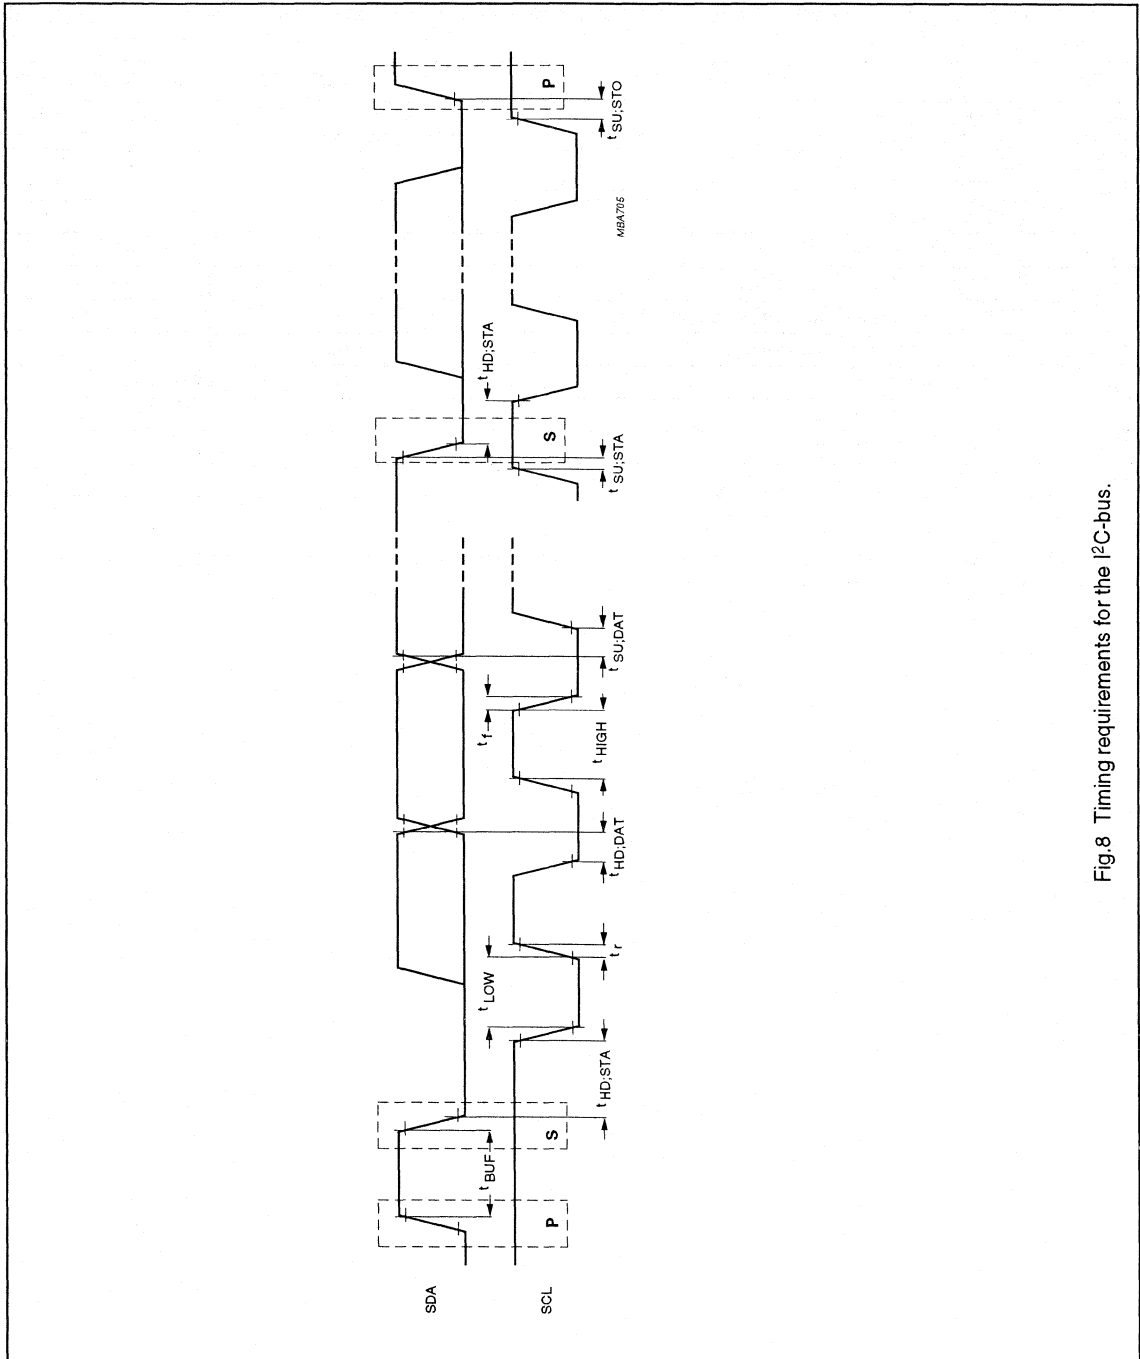 SDA
SCL
P
S
S
P
t BUF
t HD;STA
t LOW
t r
t HD;DAT
t HIGH
t f
t SU;DAT
t SU;STA
t HD;STA
t SU;STO
MBA705
Fig.8 Timing requirements for the I²C-bus.